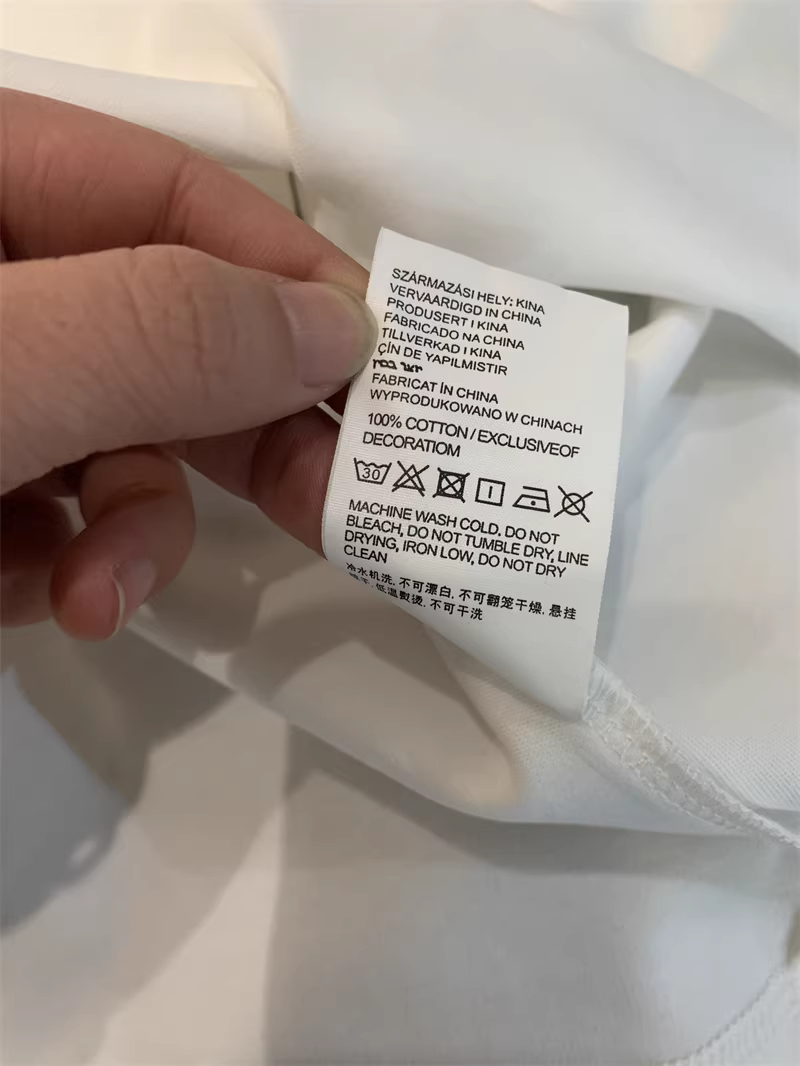 SZÁRMAZÁSI HELY: KINA
VERVAARDIGD IN CHINA
PRODUSERT I KINA
FABRICADO NA CHINA
TILLVERKAD I KINA
ÇİN DE YAPILMISTIR
FABRICAT ÎN CHINA
WYPRODUKOWANO W CHINACH
100% COTTON / EXCLUSIVEOF
DECORATIOM
30
MACHINE WASH COLD. DO NOT
BLEACH, DO NOT TUMBLE DRY, LINE
DRYING, IRON LOW, DO NOT DRY
CLEAN
冷水机洗, 不可漂白, 不可翻笼干燥, 悬挂
低温熨烫, 不可干洗